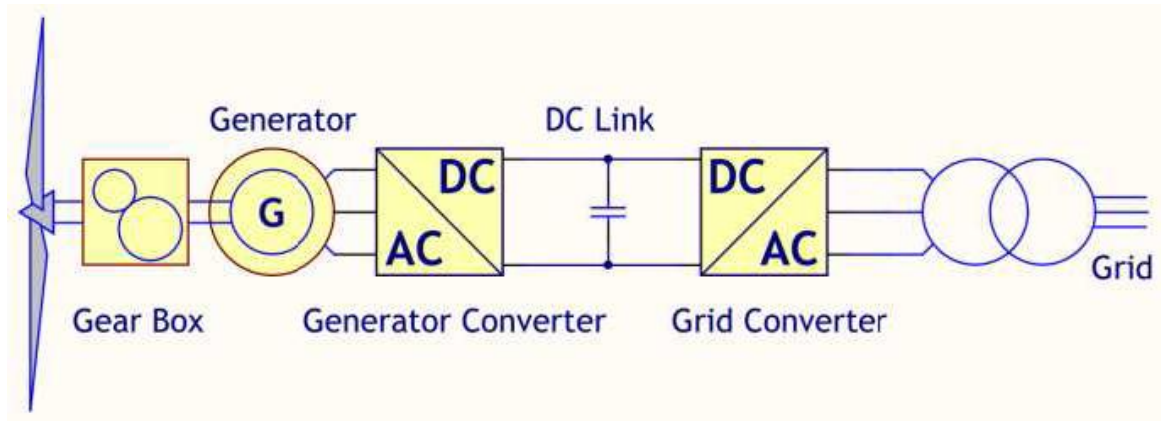 Generator
DC Link
G
DC
AC
DC
AC
Grid
Gear Box
Generator Converter
Grid Converter